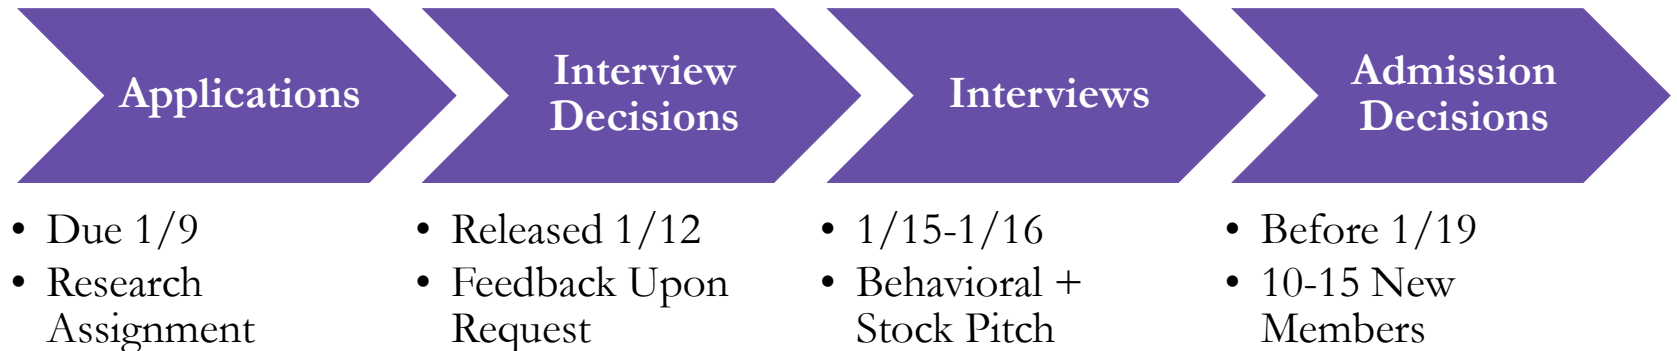 Applications
Interview
Decisions
Interviews
Admission
Decisions
• Due 1/9
• Research
Assignment
• Released 1/12
• Feedback Upon
Request
• 1/15-1/16
• Behavioral +
Stock Pitch
• Before 1/19
• 10-15 New
Members